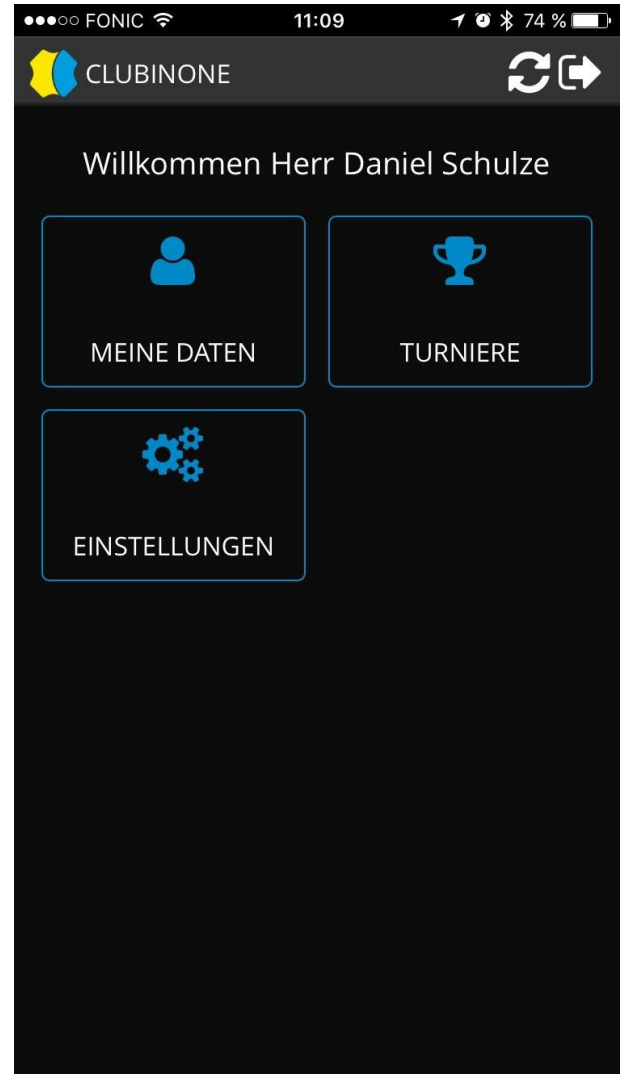 FONIC 11:09 74 %
CLUBINONE
Willkommen Herr Daniel Schulze
MEINE DATEN TURNIERE
EINSTELLUNGEN